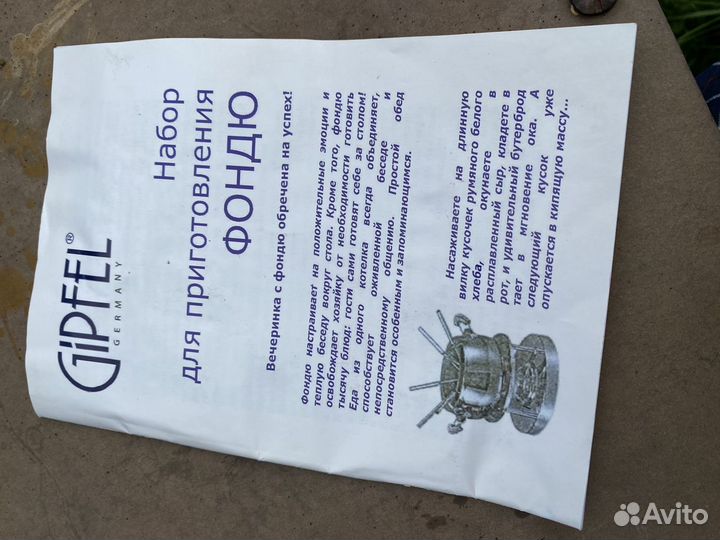 GIPFEL®
GERMANY
Набор
для приготовления
ФОНДЮ
Вечеринка с фондю обречена на успех!
Фондю настраивает на положительные эмоции и
теплую беседу вокруг стола. Кроме того, фондю
освобождает хозяйку от необходимости готовить
тысячу блюд: гости сами готовят себе за столом!
Еда из одного котелка всегда объединяет,
способствует оживленной беседе и
непосредственному общению. Простой обед
становится особенным и запоминающимся.
Насаживаете на длинную
вилку кусочек румяного белого
хлеба, окунаете в
расплавленный сыр, кладете в
рот, и удивительный бутерброд
тает в мгновение ока. А
следующий кусок уже
опускается в кипящую массу...
Avito